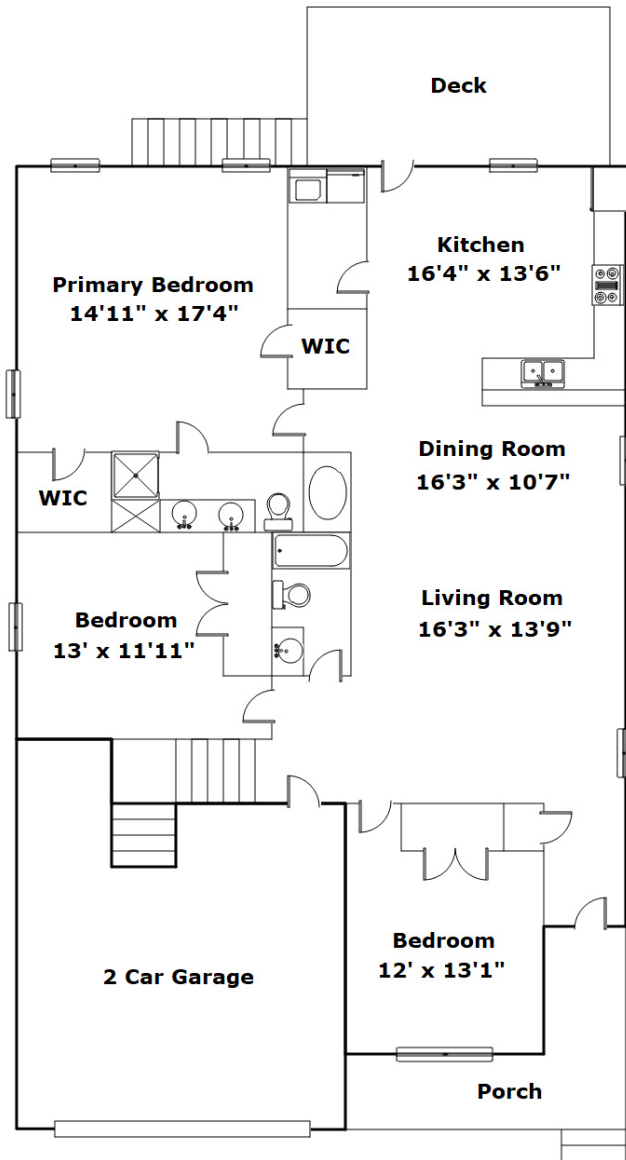 Deck
Kitchen
16'4" x 13'6"
Primary Bedroom
14'11" x 17'4"
WIC
Dining Room
16'3" x 10'7"
WIC
Living Room
16'3" x 13'9"
Bedroom
13' x 11'11"
Bedroom
12' x 13'1"
2 Car Garage
Porch